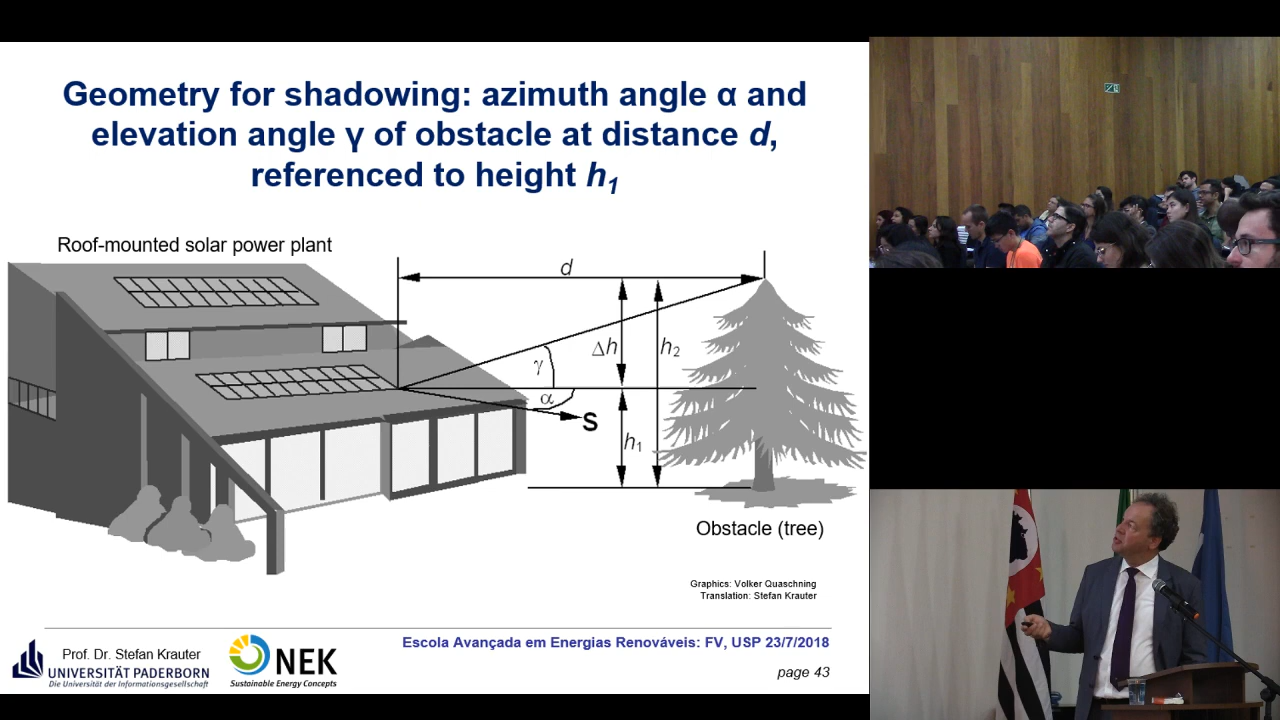 Geometry for shadowing: azimuth angle α and
elevation angle γ of obstacle at distance d,
referenced to height h1
Roof-mounted solar power plant
d
Δh
h2
γ
α
S
h1
Obstacle (tree)
Graphics: Volker Quaschning
Translation: Stefan Krauter
Escola Avançada em Energias Renováveis: FV, USP 23/7/2018
Prof. Dr. Stefan Krauter
UNIVERSITÄT PADERBORN
Die Universität der Informationsgesellschaft
NEK
Sustainable Energy Concepts
page 43